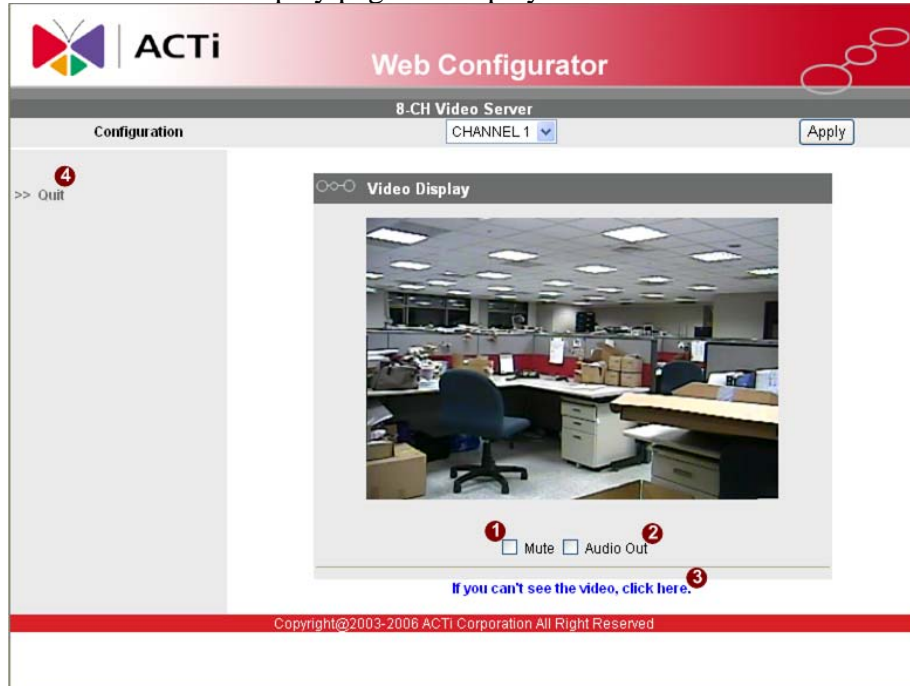 ACTi
Web Configurator
8-CH Video Server
Configuration CHANNEL 1 Apply
4
>> Quit
Video Display
1 Mute Audio Out 2
If you can't see the video, click here. 3
Copyright@2003-2006 ACTi Corporation All Right Reserved